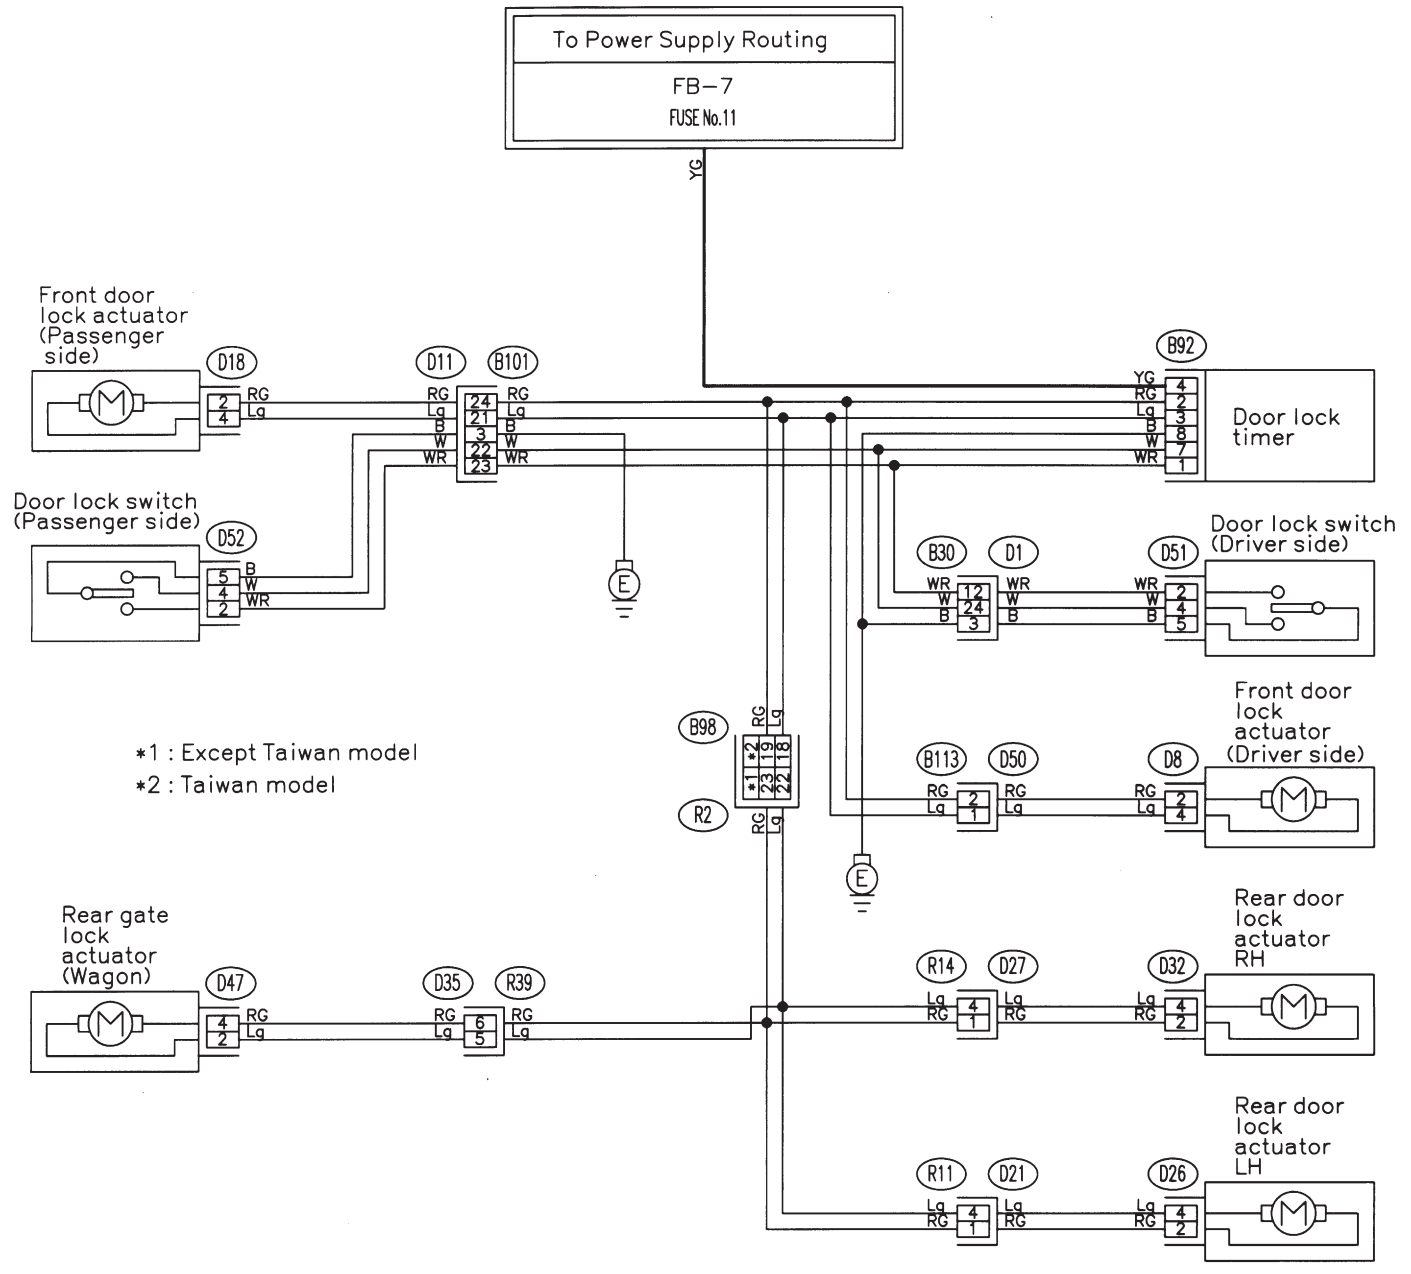 To Power Supply Routing
FB-7
FUSE No.11
YG
Front door
lock actuator
(Passenger
side)
D18
D11
B101
B92
2 RG RG 24 RG
4 Lg Lg 21 Lg
B 3 B
W 22 W
WR 23 WR
YG 4
RG 2
Lg 3
B 8
W 7
WR 1
Door lock
timer
Door lock switch
(Passenger side)
D52
5 B
4 W
2 WR
E
Door lock switch
(Driver side)
B30
D1
D51
WR 12 WR WR 2
W 24 W W 4
B 3 B B 5
*1 : Except Taiwan model
*2 : Taiwan model
B98
RG Lg
*2 19 18
*1 23 22
R2
RG Lg
Front door
lock
actuator
(Driver side)
B113
D50
D8
RG 2 RG RG 2
Lg 1 Lg Lg 4
E
Rear gate
lock
actuator
(Wagon)
D47
D35
R39
4 RG RG 6 RG
2 Lg Lg 5 Lg
Rear door
lock
actuator
RH
R14
D27
D32
Lg 4 Lg Lg 4
RG 1 RG RG 2
Rear door
lock
actuator
LH
R11
D21
D26
Lg 4 Lg Lg 4
RG 1 RG RG 2
M
M
M
M
M